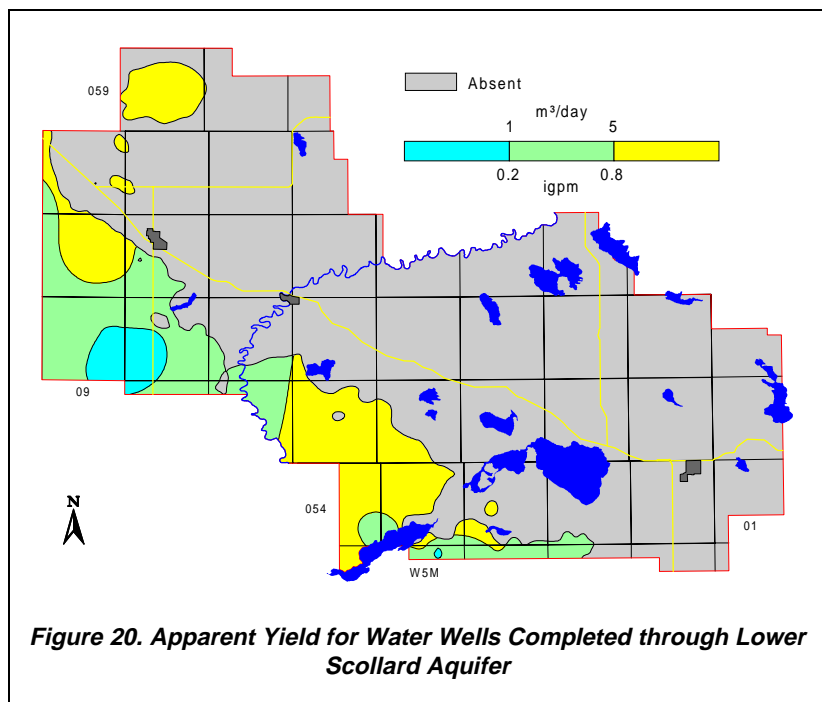 059
Absent
m³/day
1 5
0.2 0.8
igpm
09
054
N
01
W5M
Figure 20. Apparent Yield for Water Wells Completed through Lower
Scollard Aquifer